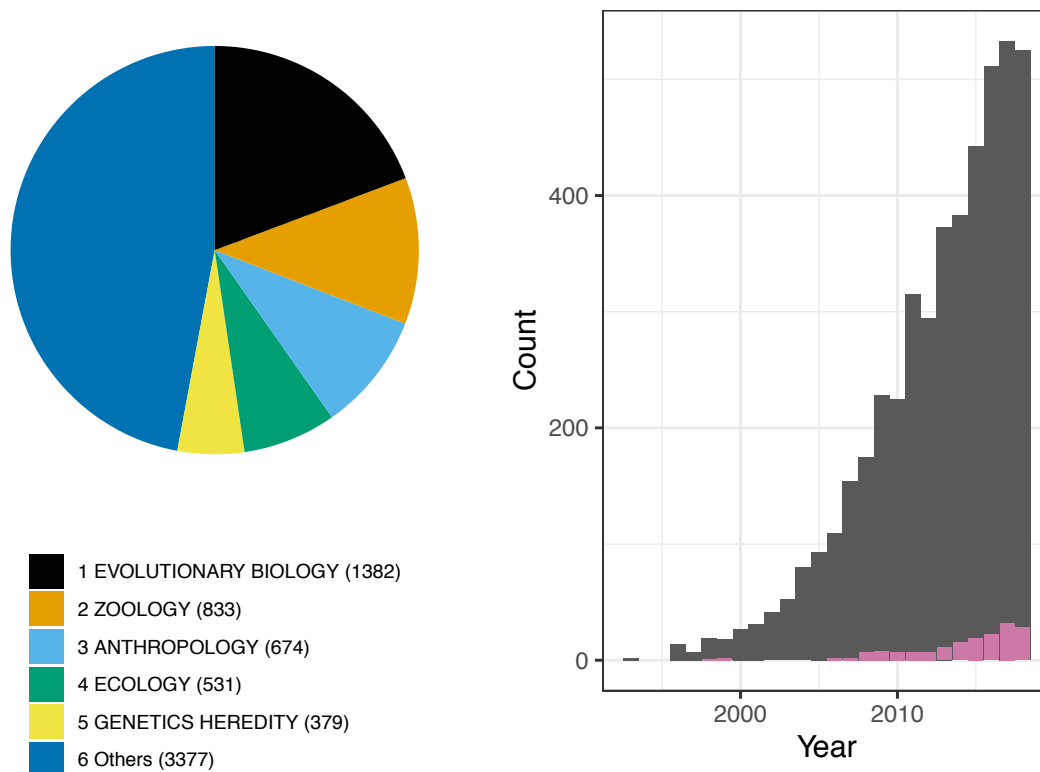 1 EVOLUTIONARY BIOLOGY (1382)
2 ZOOLOGY (833)
3 ANTHROPOLOGY (674)
4 ECOLOGY (531)
5 GENETICS HEREDITY (379)
6 Others (3377)
Count
400
200
0
2000 2010
Year